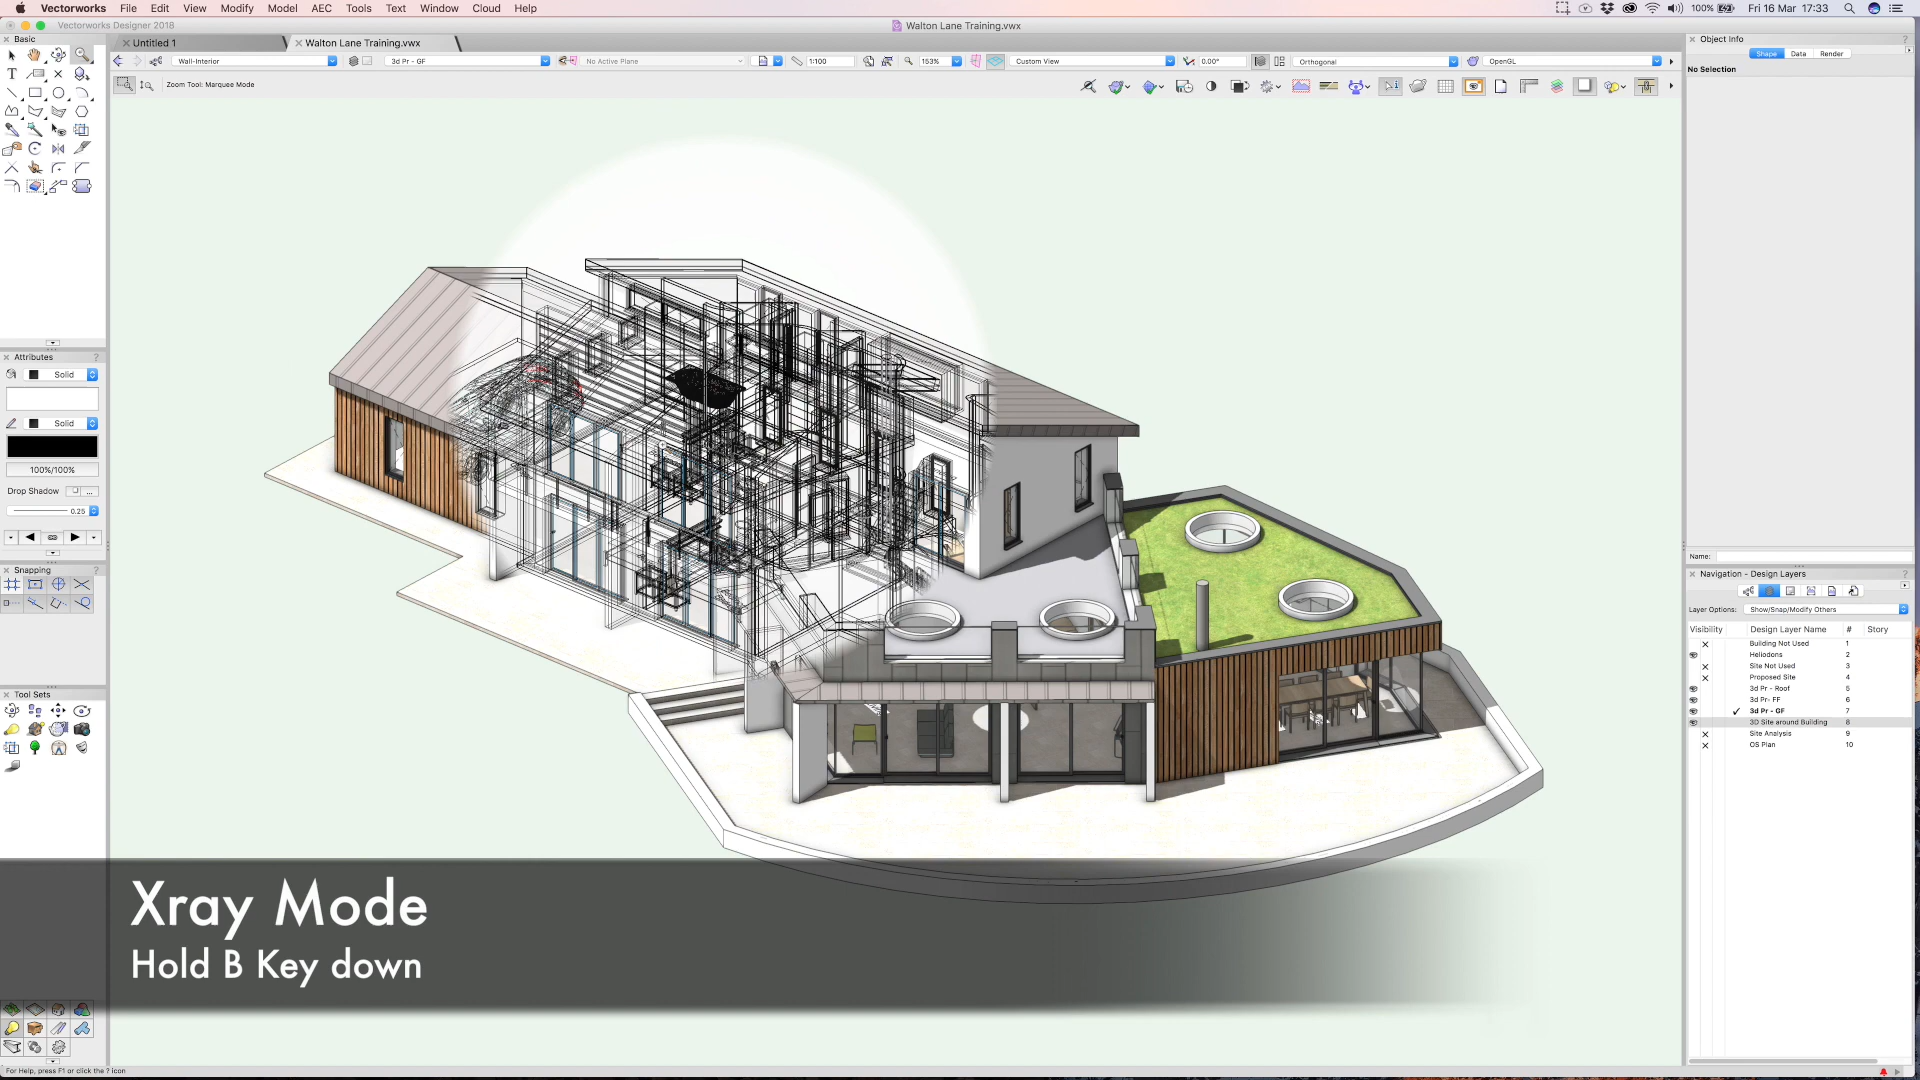 Vectorworks File Edit View Modify Model AEC Tools Text Window Cloud Help
100% Fri 16 Mar 17:33
Vectorworks Designer 2018
Walton Lane Training.vwx
Basic
Untitled 1
Walton Lane Training.vwx
Wall-Interior
3d Pr - GF
No Active Plane
1:100
153%
Custom View
0.00°
Orthogonal
OpenGL
Zoom Tool: Marquee Mode
Object Info
Shape Data Render
No Selection
Attributes
Solid
Solid
100%/100%
Drop Shadow
0.25
Snapping
Tool Sets
Name:
Navigation - Design Layers
Layer Options: Show/Snap/Modify Others
Visibility Design Layer Name # Story
Building Not Used 1
Heliodons 2
Site Not Used 3
Proposed Site 4
3d Pr - Roof 5
3d Pr- FF 6
3d Pr - GF 7
3D Site around Building 8
Site Analysis 9
OS Plan 10
Xray Mode
Hold B Key down
For Help, press F1 or click the ? icon